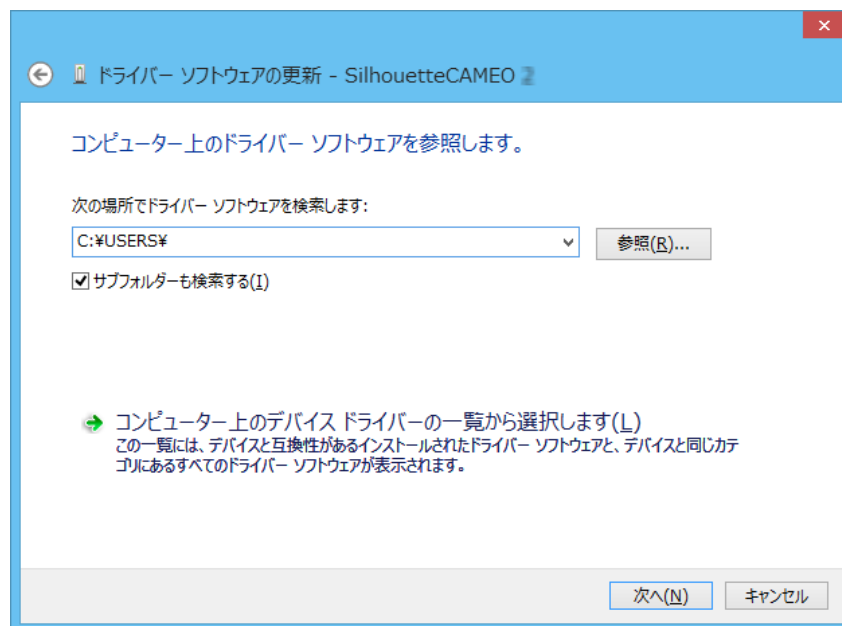 ドライバー ソフトウェアの更新 - SilhouetteCAMEO
コンピューター上のドライバー ソフトウェアを参照します。
次の場所でドライバー ソフトウェアを検索します:
C:¥USERS¥
参照(R)...
サブフォルダーも検索する(I)
コンピューター上のデバイス ドライバーの一覧から選択します(L)
この一覧には、デバイスと互換性があるインストールされたドライバー ソフトウェアと、デバイスと同じカテ
ゴリにあるすべてのドライバー ソフトウェアが表示されます。
次へ(N)
キャンセル